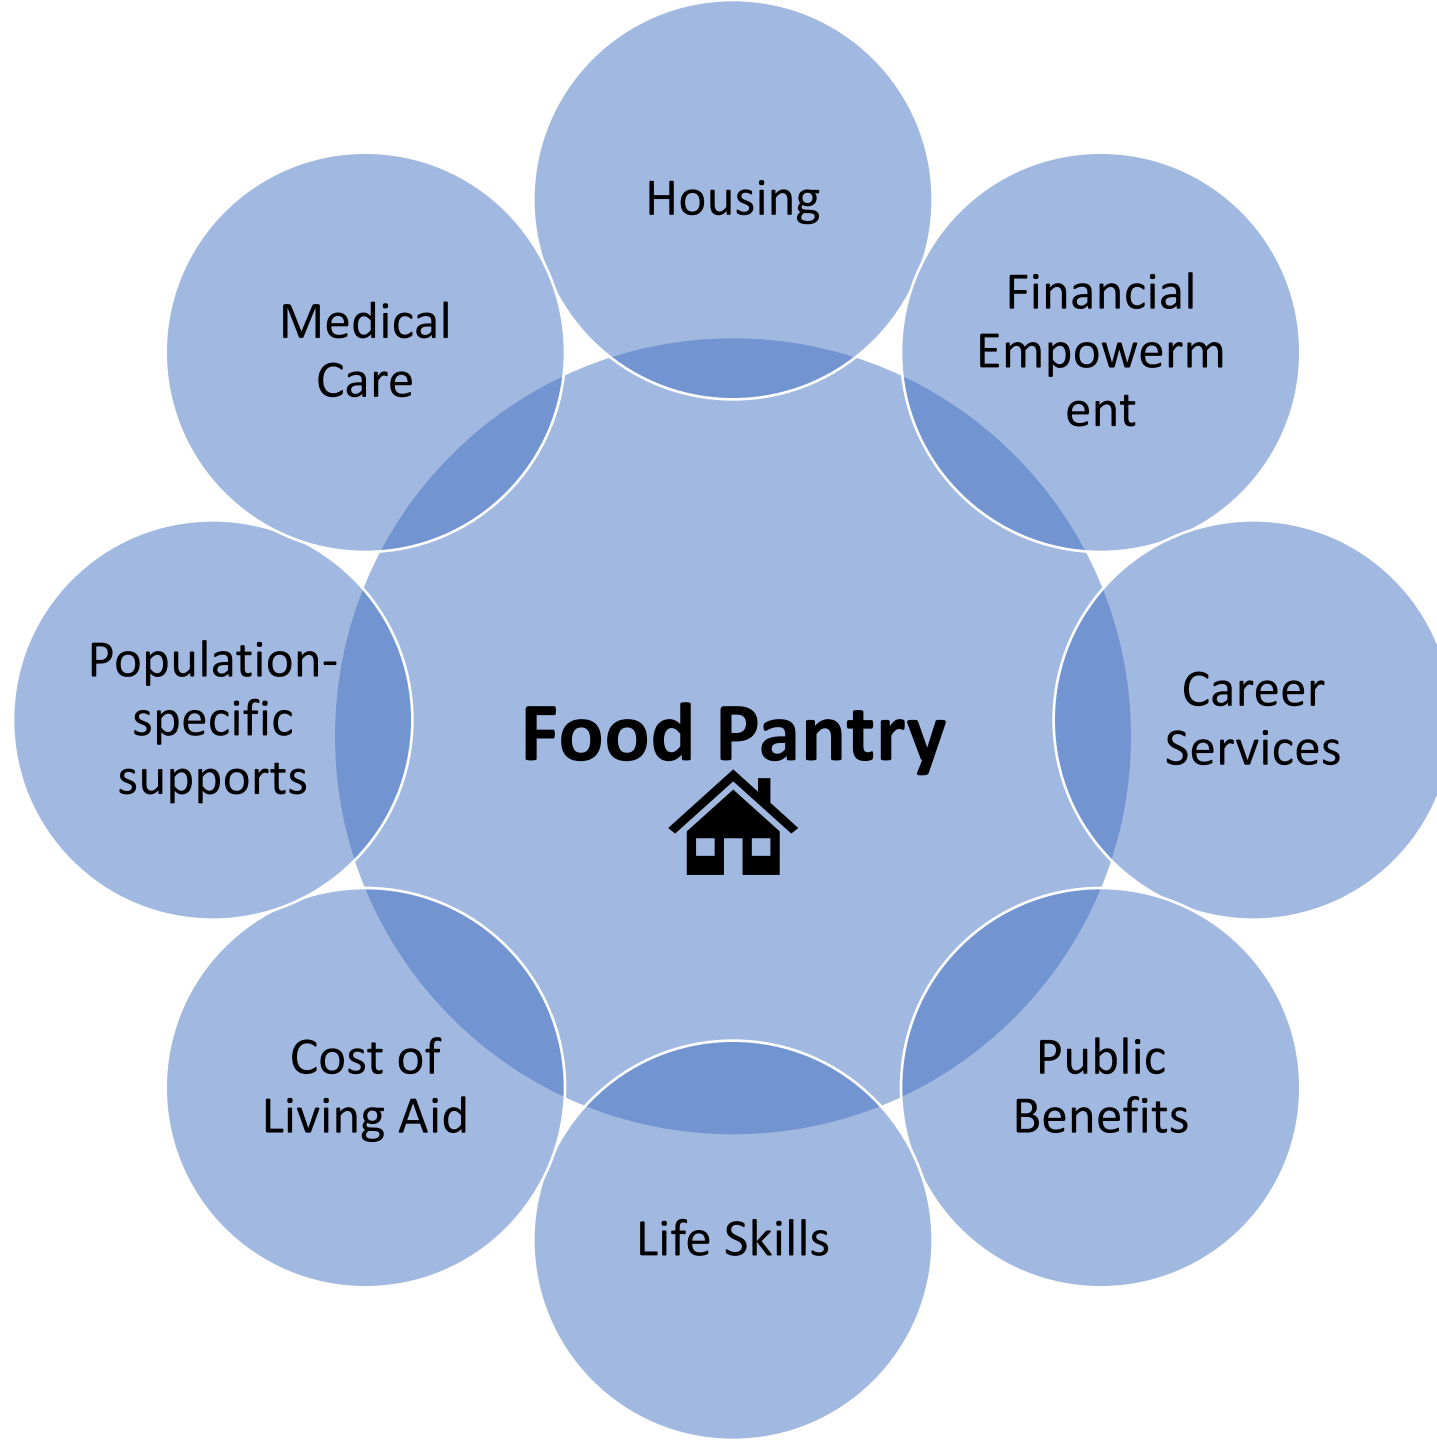 Housing
Financial
Empowerm
ent
Medical
Care
Population-
specific
supports
Food Pantry
Career
Services
Cost of
Living Aid
Public
Benefits
Life Skills